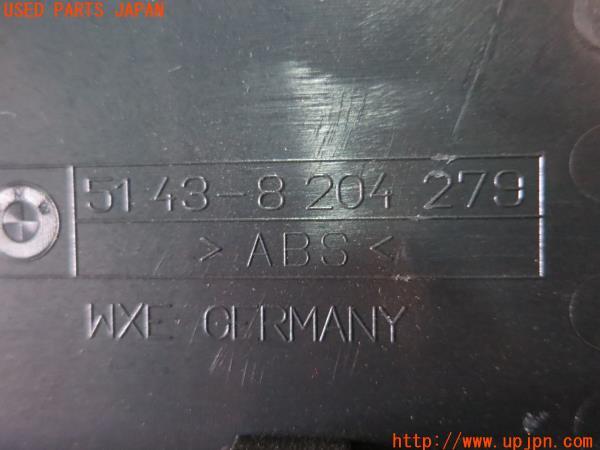 USED PARTS JAPAN
51 43-8 204 279
> ABS <
WXE GERMANY
http://www.upjpn.com/